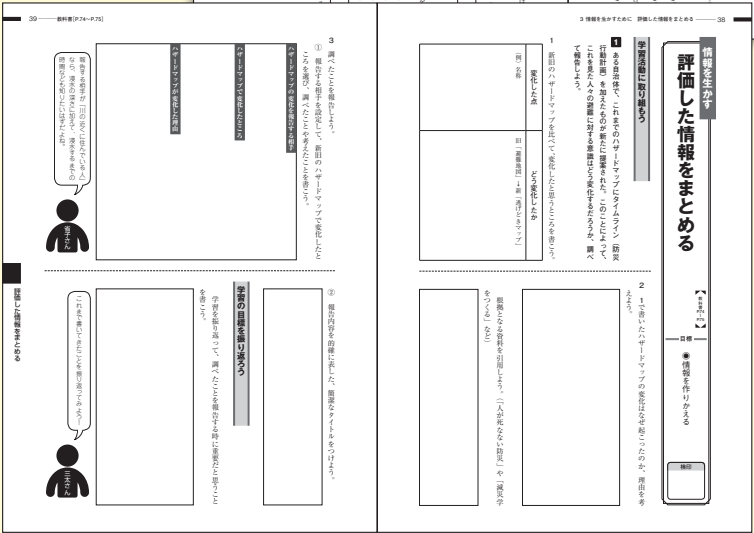 3 情報を生かすために　評価した情報をまとめる
38
情報を生かす
評価した情報をまとめる
教科書
P74
〜
P75
目標
●情報を作りかえる
検印
学習活動に取り組もう
1 ある自治体で、これまでのハザードマップにタイムライン（防災
行動計画）を加えたものが新たに提案された。このことによって、
これを見た人々の避難に対する意識はどう変化するだろうか、調べ
て報告しよう。
1 新旧のハザードマップを比べて、変化したと思うところを書こう。
変化した点
どう変化したか
（例）名称
旧「避難地図」→新「逃げどきマップ」
2 1で書いたハザードマップの変化はなぜ起こったのか、理由を考
えよう。
根拠となる資料を引用しよう。（「人が死なない防災」や「減災学
をつくる」など）
39
教科書［P.74〜P.75］
3 調べたことを報告しよう。
① 報告する相手を設定して、新旧のハザードマップで変化したと
ころを選び、調べたことや考えたことを書こう。
ハザードマップの変化を報告する相手
ハザードマップで変化したところ
ハザードマップが変化した理由
報告する相手が「川の近くに住んでいる人」
なら、浸水の深さに加えて、浸水するまでの
時間なども知りたいはずだよね。
省子さん
② 報告内容を的確に表した、簡潔なタイトルをつけよう。
学習の目標を振り返ろう
学習を振り返って、調べたことを報告する時に重要だと思うこと
を書こう。
これまで書いてきたことを振り返ってみよう！
三太さん
評価した情報をまとめる